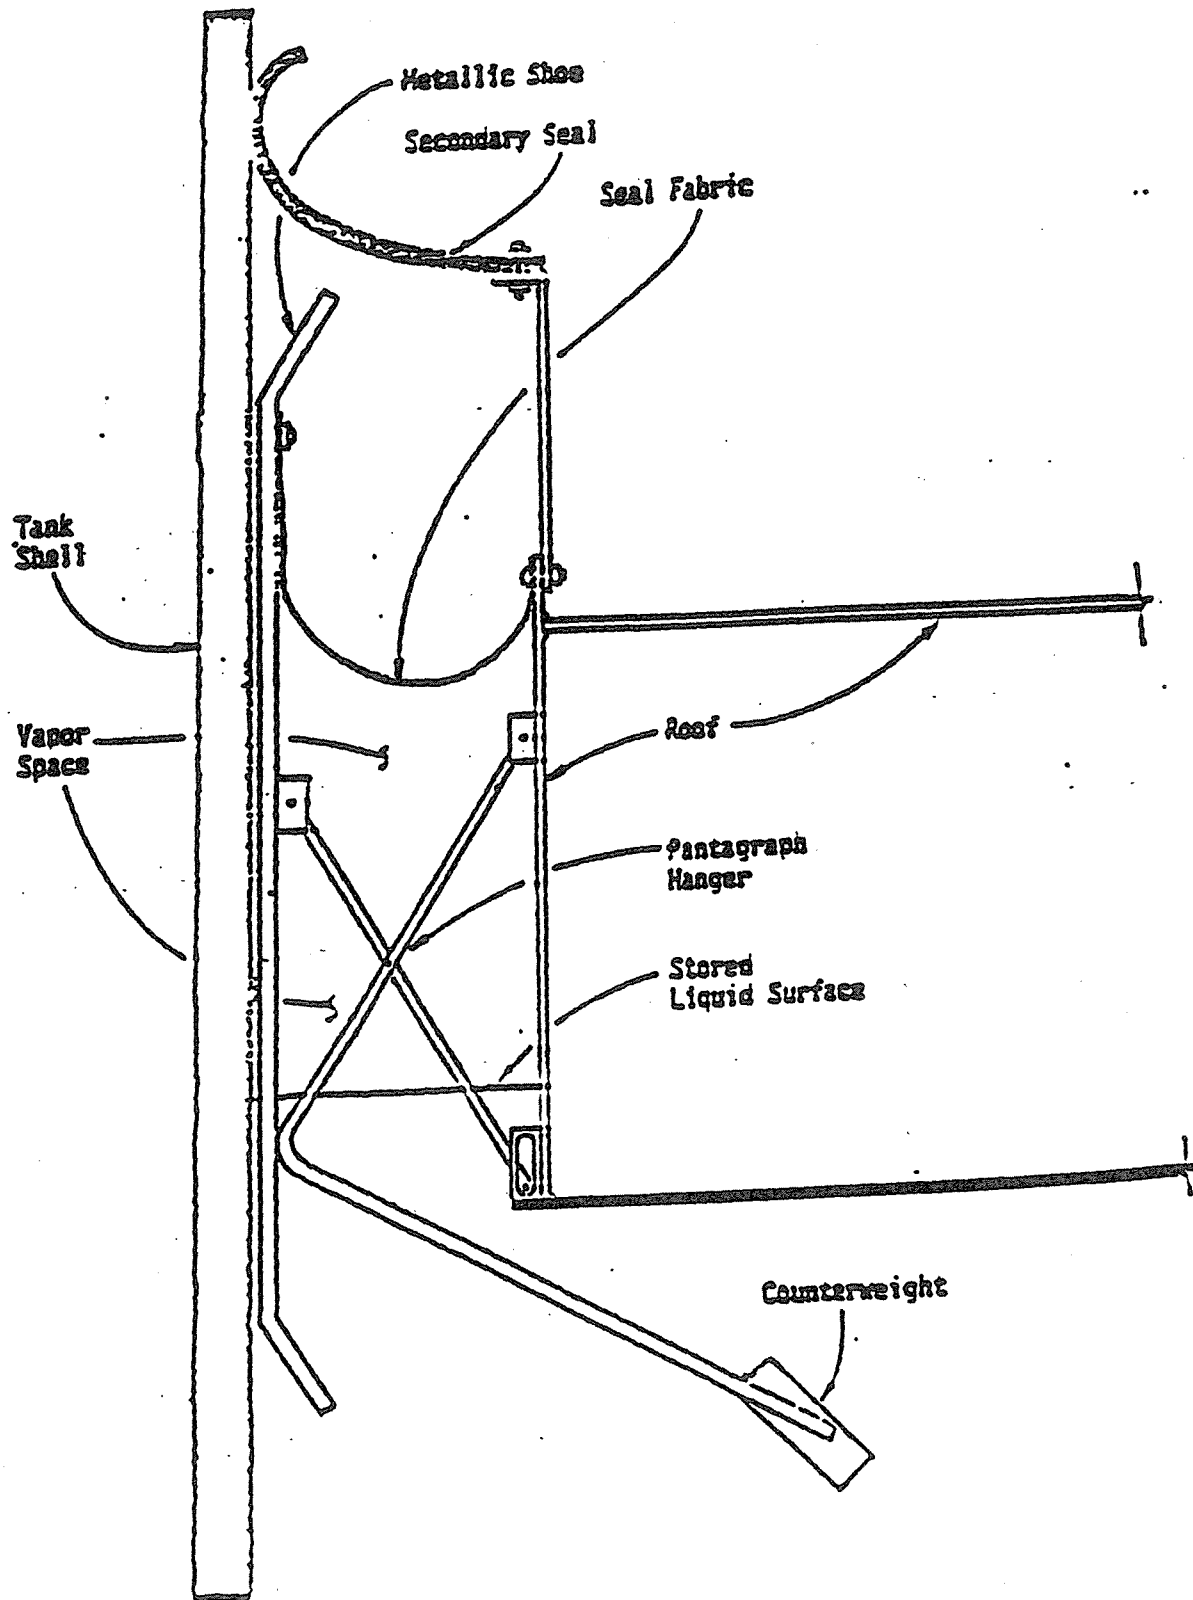 Metallic Shoe
Secondary Seal
Seal Fabric
Tank
Shell
Vapor
Space
Roof
Pantagraph
Hanger
Stored
Liquid Surface
Counterweight